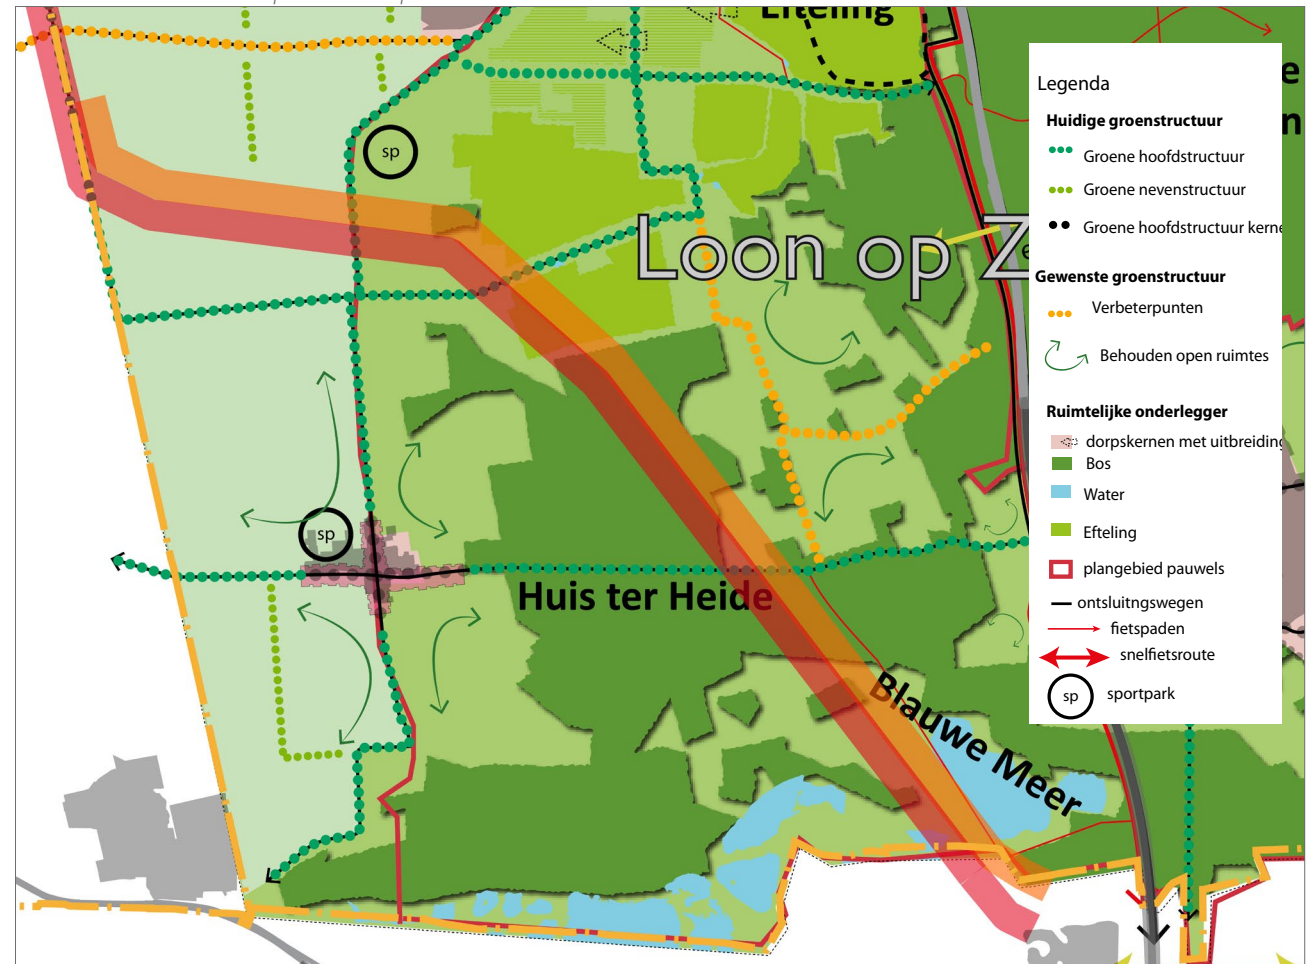 Efteling
sp
Loon op Z
sp
Huis ter Heide
Blauwe Meer
e
n
Legenda
Huidige groenstructuur
Groene hoofdstructuur
Groene nevenstructuur
Groene hoofdstructuur kerne
Gewenste groenstructuur
Verbeterpunten
Behouden open ruimtes
Ruimtelijke onderlegger
dorpskernen met uitbreiding
Bos
Water
Efteling
plangebied pauwels
ontsluitngswegen
fietspaden
snelfietsroute
sp
sportpark